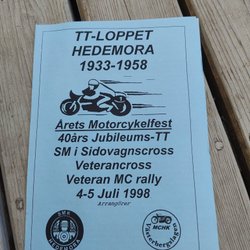 TT-LOPPET
HEDEMORA
1933-1958
Årets Motorcykelfest
40års Jubileums-TT
SM i Sidovagnscross
Veterancross
Veteran MC rally
4-5 Juli 1998
Arrangörer
MCHK